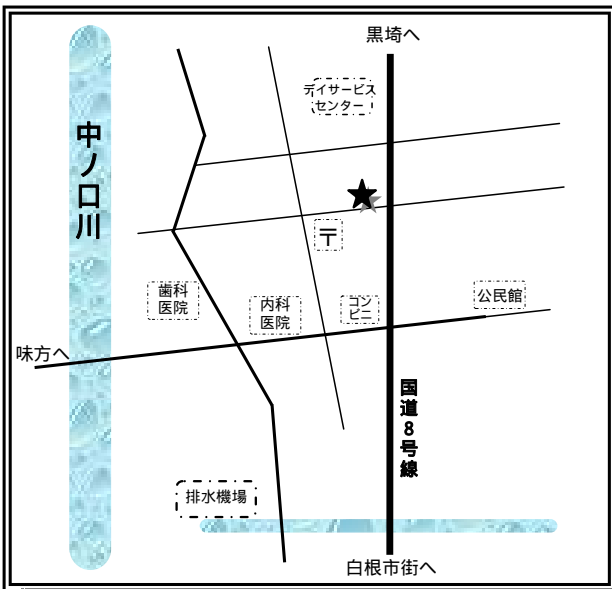 黒埼へ
デイサービス
センター
中ノ口川
〒
歯科
医院
内科
医院
コン
ビニ
公民館
味方へ
国道8号線
排水機場
白根市街へ